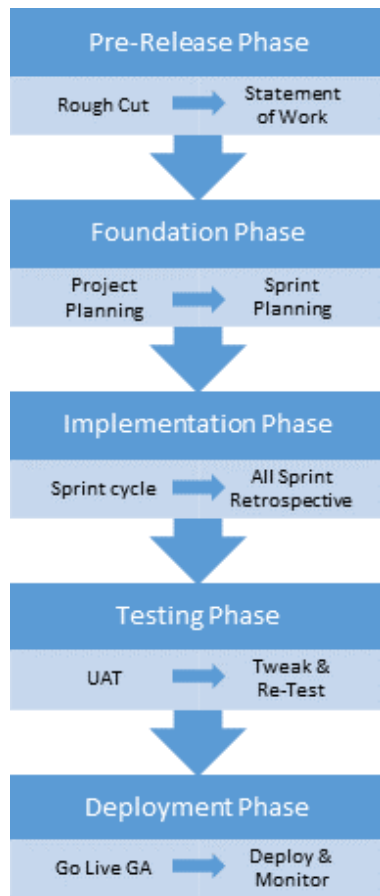 Pre-Release Phase
Rough Cut
Statement
of Work
Foundation Phase
Project
Planning
Sprint
Planning
Implementation Phase
Sprint cycle
All Sprint
Retrospective
Testing Phase
UAT
Tweak &
Re-Test
Deployment Phase
Go Live GA
Deploy &
Monitor